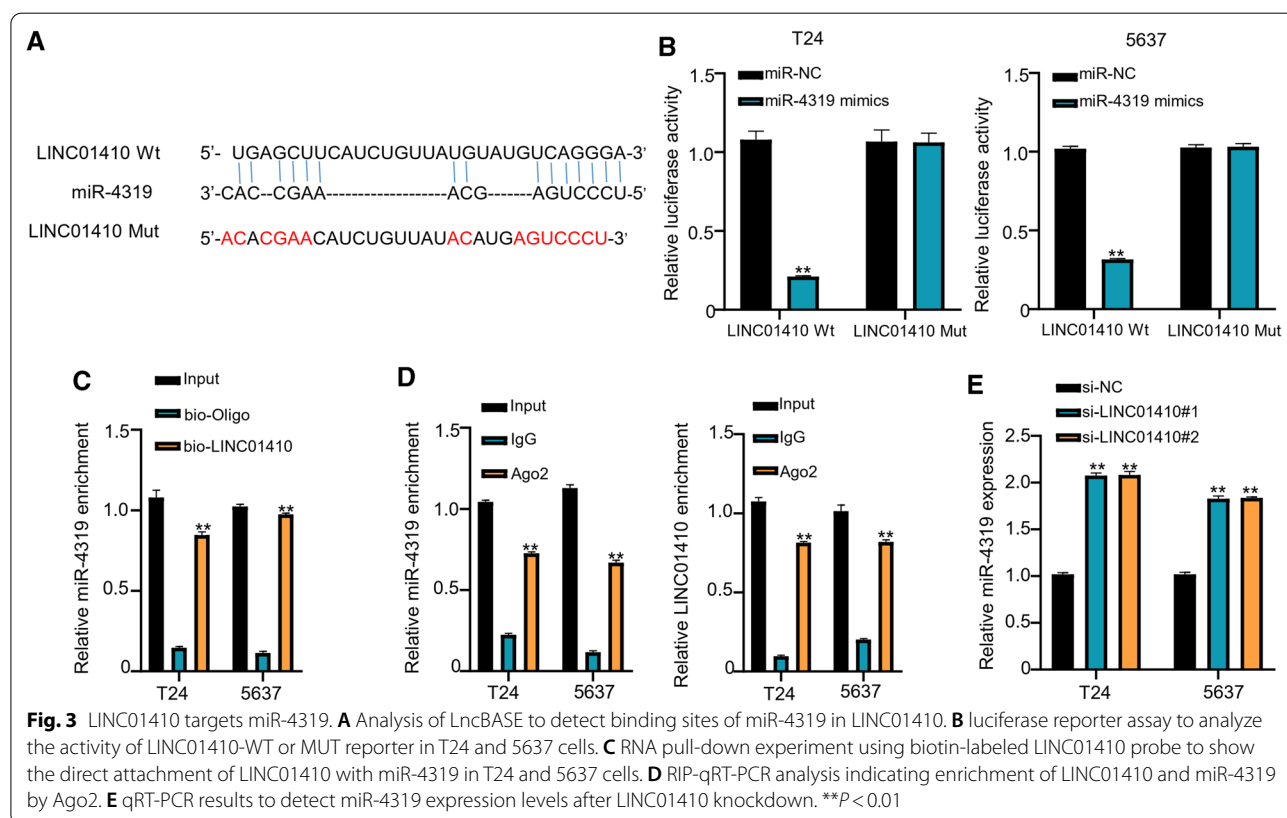 A
LINC01410 Wt 5'- UGAGCUUCAUCUGUUAUGUAUGUCAGGGA-3'
miR-4319 3'-CAC--CGAA----------------ACG------AGUCCCU-5'
LINC01410 Mut 5'-ACACGAACAUCUGUUAUACAUGAGUCCCU-3'
B
T24
miR-NC
miR-4319 mimics
Relative luciferase activity
1.5
1.0
0.5
0
**
LINC01410 Wt LINC01410 Mut
5637
miR-NC
miR-4319 mimics
Relative luciferase activity
1.5
1.0
0.5
0
**
LINC01410 Wt LINC01410 Mut
C
Input
bio-Oligo
bio-LINC01410
Relative miR-4319 enrichment
1.5
1.0
0.5
0
** **
T24 5637
D
Input
IgG
Ago2
Relative miR-4319 enrichment
1.5
1.0
0.5
0
** **
T24 5637
Input
IgG
Ago2
Relative LINC01410 enrichment
1.5
1.0
0.5
0
** **
T24 5637
E
si-NC
si-LINC01410#1
si-LINC01410#2
Relative miR-4319 expression
2.5
2.0
1.5
1.0
0.5
0
** ** ** **
T24 5637
Fig. 3 LINC01410 targets miR-4319. A Analysis of LncBASE to detect binding sites of miR-4319 in LINC01410. B luciferase reporter assay to analyze
the activity of LINC01410-WT or MUT reporter in T24 and 5637 cells. C RNA pull-down experiment using biotin-labeled LINC01410 probe to show
the direct attachment of LINC01410 with miR-4319 in T24 and 5637 cells. D RIP-qRT-PCR analysis indicating enrichment of LINC01410 and miR-4319
by Ago2. E qRT-PCR results to detect miR-4319 expression levels after LINC01410 knockdown. **P < 0.01